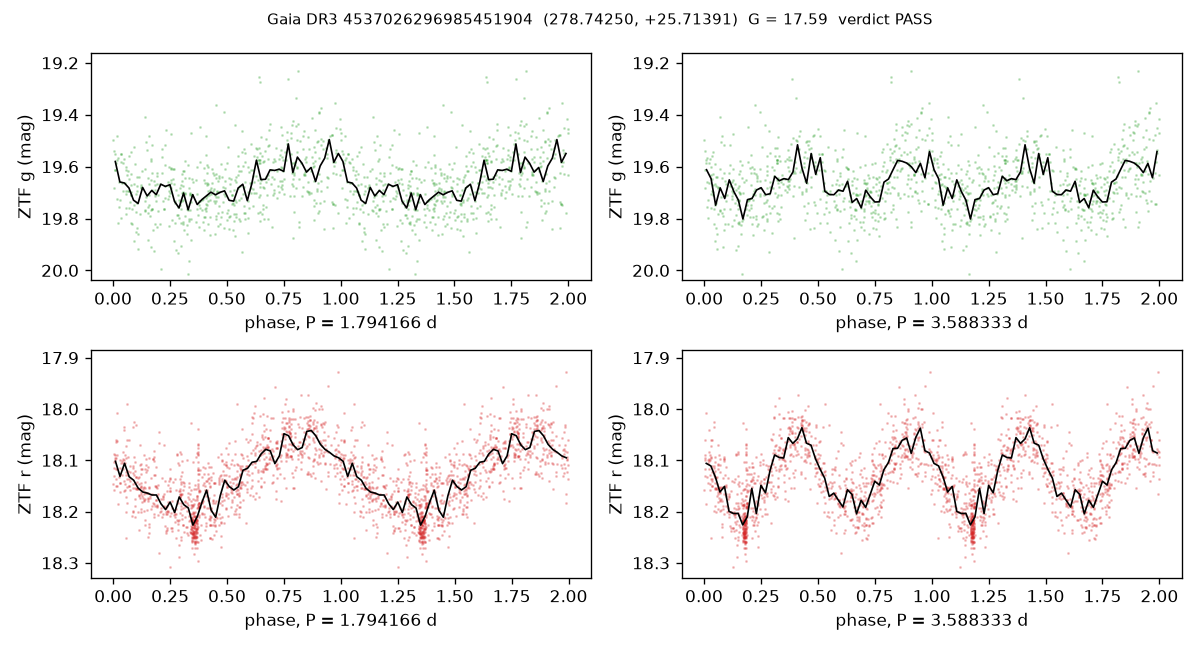 Gaia DR3 4537026296985451904  (278.74250, +25.71391)  G = 17.59  verdict PASS
19.2
19.4
19.6
19.8
20.0
ZTF g (mag)
0.00 0.25 0.50 0.75 1.00 1.25 1.50 1.75 2.00
phase, P = 1.794166 d
19.2
19.4
19.6
19.8
20.0
ZTF g (mag)
0.00 0.25 0.50 0.75 1.00 1.25 1.50 1.75 2.00
phase, P = 3.588333 d
17.9
18.0
18.1
18.2
18.3
ZTF r (mag)
0.00 0.25 0.50 0.75 1.00 1.25 1.50 1.75 2.00
phase, P = 1.794166 d
17.9
18.0
18.1
18.2
18.3
ZTF r (mag)
0.00 0.25 0.50 0.75 1.00 1.25 1.50 1.75 2.00
phase, P = 3.588333 d